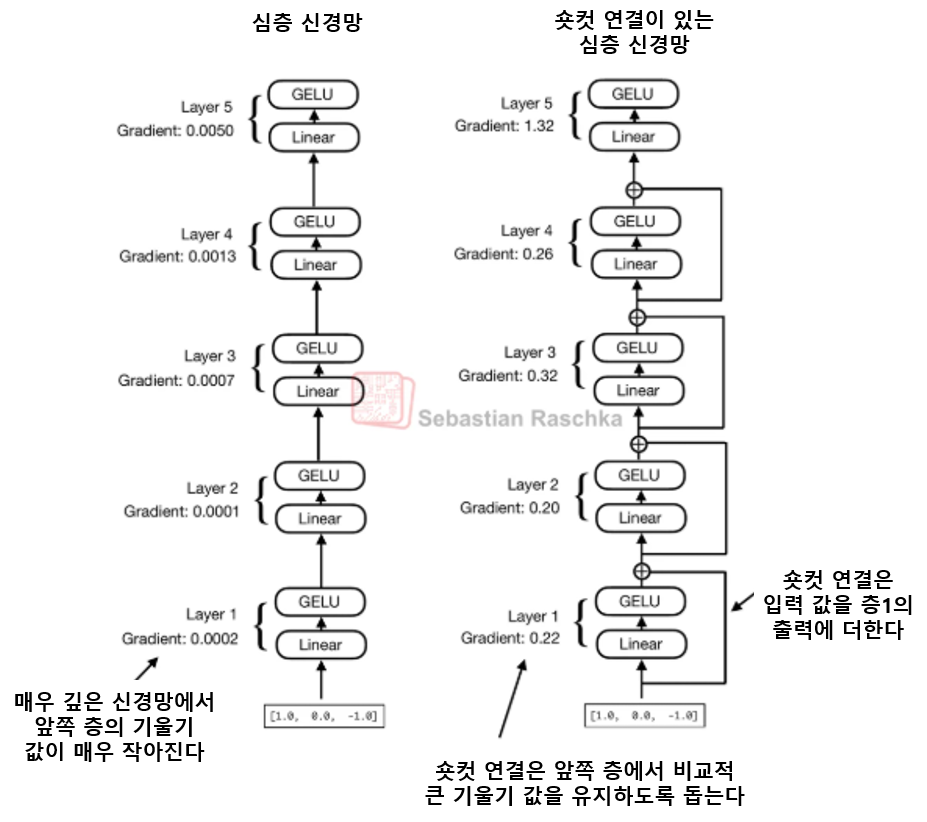 심층 신경망
Layer 5
Gradient: 0.0050
GELU
Linear
Layer 4
Gradient: 0.0013
GELU
Linear
Layer 3
Gradient: 0.0007
GELU
Linear
Layer 2
Gradient: 0.0001
GELU
Linear
Layer 1
Gradient: 0.0002
GELU
Linear
[1.0, 0.0, -1.0]
매우 깊은 신경망에서
앞쪽 층의 기울기
값이 매우 작아진다
숏컷 연결이 있는
심층 신경망
Layer 5
Gradient: 1.32
GELU
Linear
Layer 4
Gradient: 0.26
GELU
Linear
Layer 3
Gradient: 0.32
GELU
Linear
Sebastian Raschka
Layer 2
Gradient: 0.20
GELU
Linear
Layer 1
Gradient: 0.22
GELU
Linear
[1.0, 0.0, -1.0]
숏컷 연결은
입력 값을 층1의
출력에 더한다
숏컷 연결은 앞쪽 층에서 비교적
큰 기울기 값을 유지하도록 돕는다